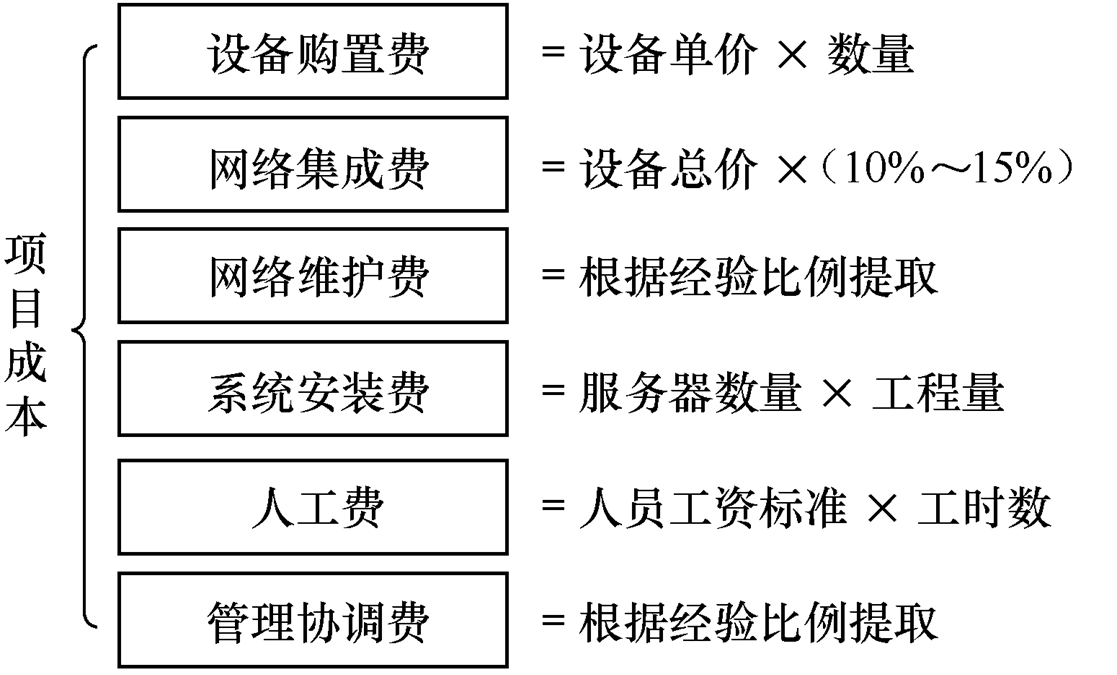 项目成本
设备购置费 = 设备单价 × 数量
网络集成费 = 设备总价 ×（10%～15%）
网络维护费 = 根据经验比例提取
系统安装费 = 服务器数量 × 工程量
人工费 = 人员工资标准 × 工时数
管理协调费 = 根据经验比例提取